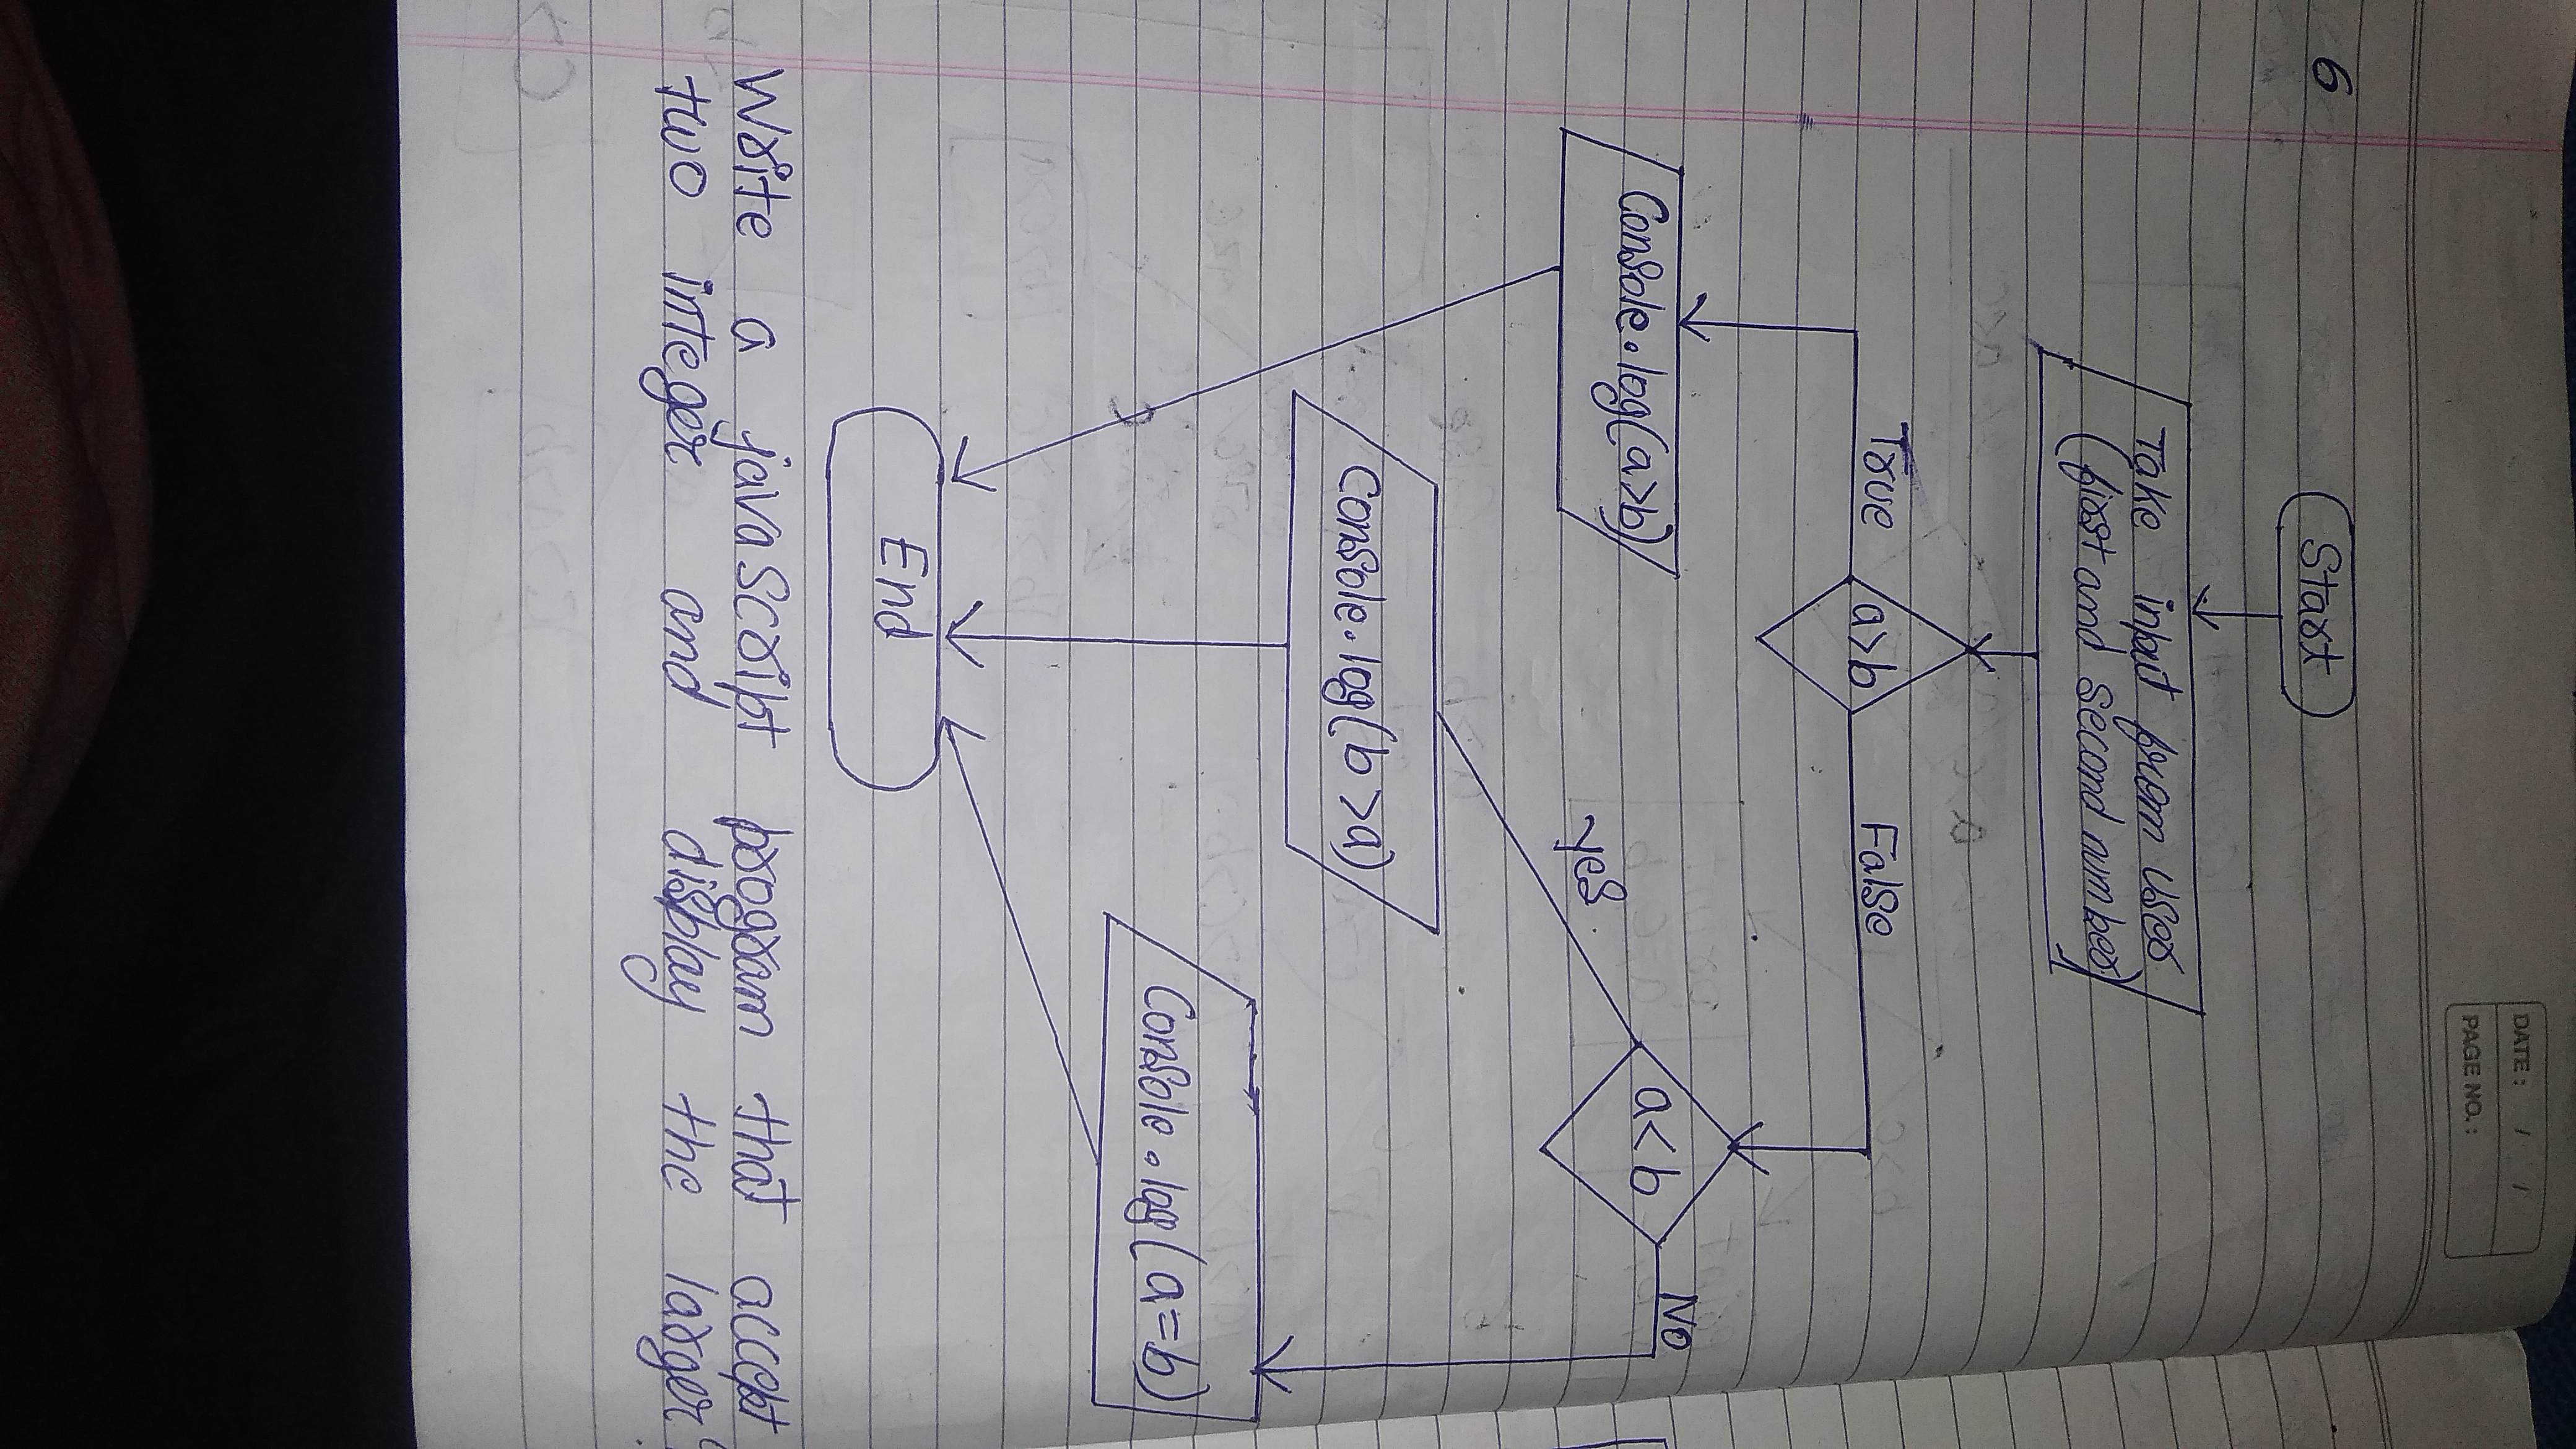 DATE: / /
PAGE NO.:
6
Start
Take input from user
(first and second number)
a>b
True
False
Console.log(a>b)
a<b
Yes
No
Console.log(b>a)
Console.log(a=b)
End
Write a javaScript program that accept
two integer and display the larger